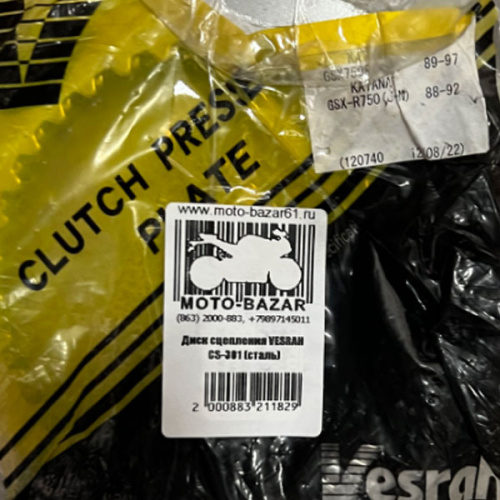 CLUTCH PRESS
PLATE
89-97
KATANA
GSX-R750 (J-N) 88-92
(120740 12/08/22)
www.moto-bazar61.ru
MOTO-BAZAR
(863) 2000-883, +79897145011
Диск сцепления VESRAH
CS-301 (сталь)
2 000883 211829
Vesrah